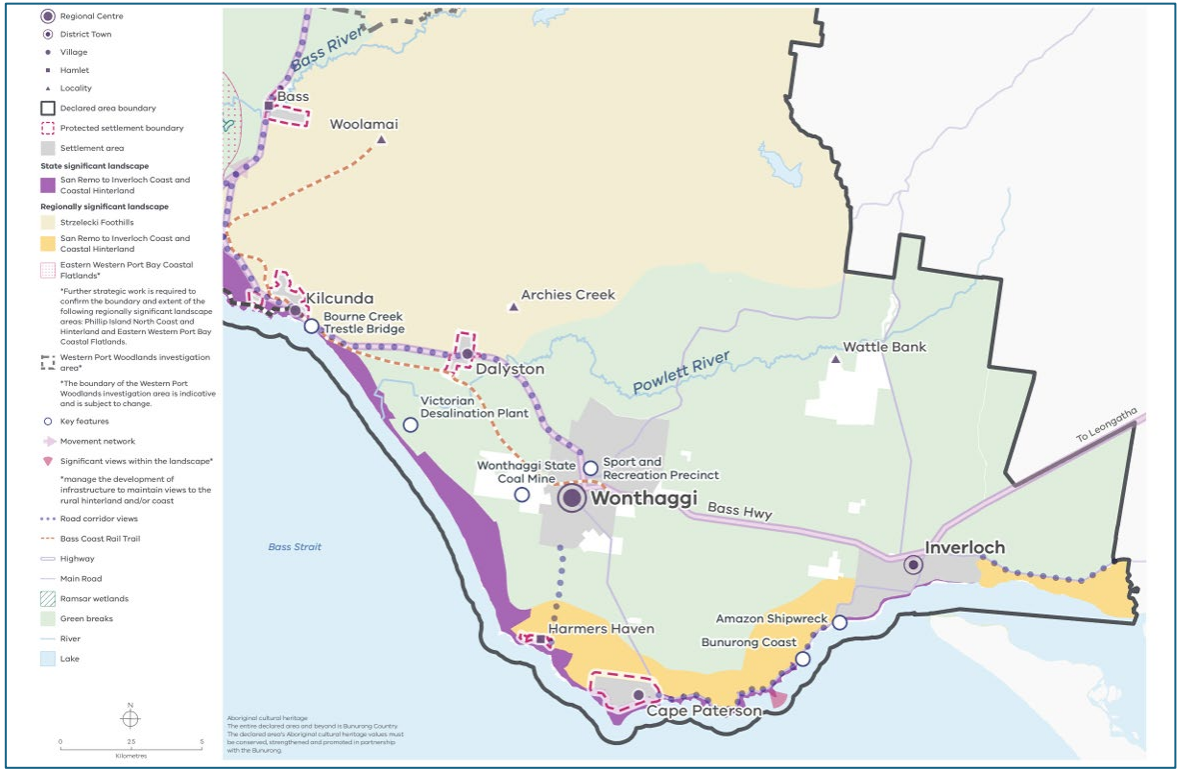 Regional Centre
District Town
Village
Hamlet
Locality
Declared area boundary
Protected settlement boundary
Settlement area
State significant landscape
San Remo to Inverloch Coast and
Coastal Hinterland
Regionally significant landscape
Strzelecki Foothills
San Remo to Inverloch Coast and
Coastal Hinterland
Eastern Western Port Bay Coastal
Flatlands*
*Further strategic work is required to
confirm the boundary and extent of the
following regionally significant landscape
areas: Phillip Island North Coast and
Hinterland and Eastern Western Port Bay
Coastal Flatlands.
Western Port Woodlands investigation
area*
*The boundary of the Western Port
Woodlands investigation area is indicative
and is subject to change.
Key features
Movement network
Significant views within the landscape*
*manage the development of
infrastructure to maintain views to the
rural hinterland and/or coast
Road corridor views
Bass Coast Rail Trail
Highway
Main Road
Ramsar wetlands
Green breaks
River
Lake
N
0 2.5 5
Kilometres
Bass River
Bass
Woolamai
Kilcunda
Bourne Creek
Trestle Bridge
Archies Creek
Dalyston
Powlett River
Wattle Bank
Victorian
Desalination Plant
To Leongatha
Wonthaggi State
Coal Mine
Sport and
Recreation Precinct
Wonthaggi
Bass Hwy
Bass Strait
Inverloch
Amazon Shipwreck
Harmers Haven
Bunurong Coast
Cape Paterson
Aboriginal cultural heritage
The entire declared area and beyond is Bunurong Country.
The declared area's Aboriginal cultural heritage values must
be conserved, strengthened and promoted in partnership
with the Bunurong.